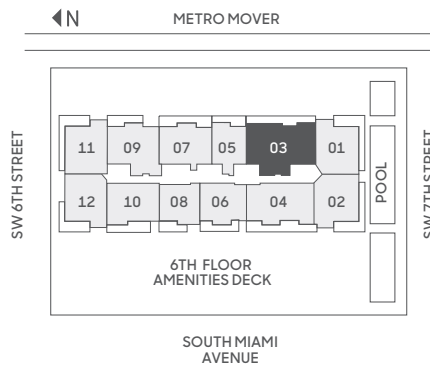 N
METRO MOVER
SW 6TH STREET
11
09
07
05
03
01
12
10
08
06
04
02
POOL
SW 7TH STREET
6TH FLOOR
AMENITIES DECK
SOUTH MIAMI
AVENUE